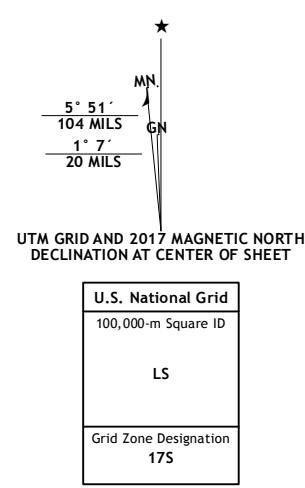 MN.
5° 51´
104 MILS
GN
1° 7´
20 MILS
UTM GRID AND 2017 MAGNETIC NORTH
DECLINATION AT CENTER OF SHEET
U.S. National Grid
100,000-m Square ID
LS
Grid Zone Designation
17S